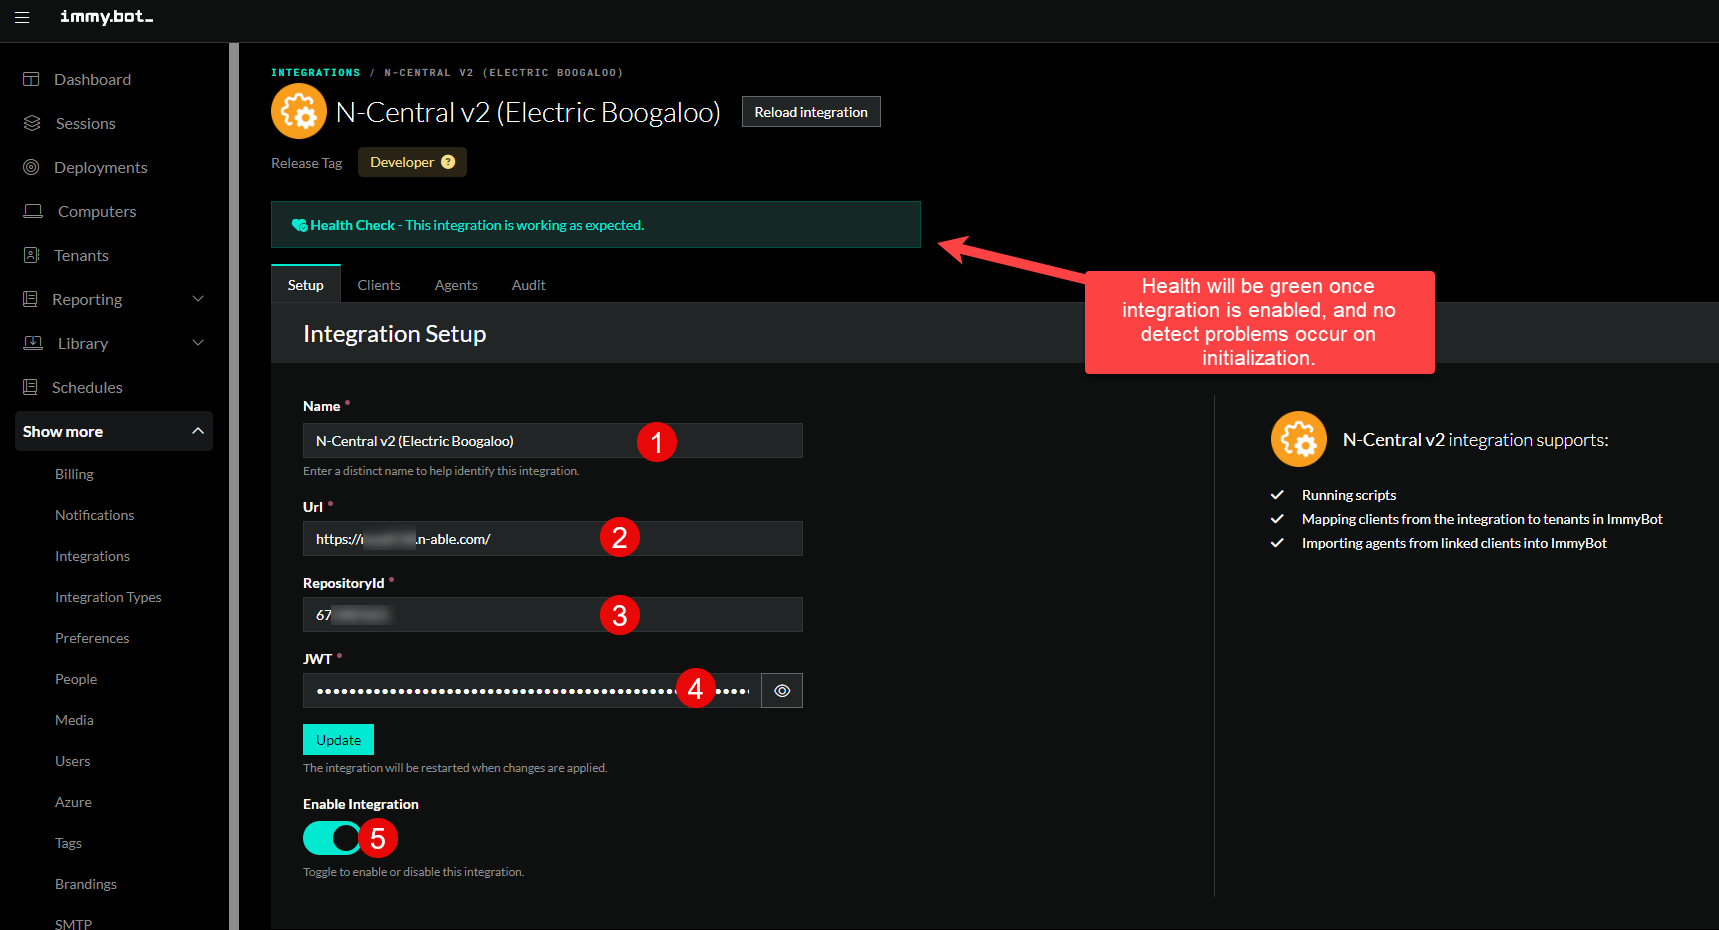 immy.bot_
Dashboard
Sessions
Deployments
Computers
Tenants
Reporting
Library
Schedules
Show more
Billing
Notifications
Integrations
Integration Types
Preferences
People
Media
Users
Azure
Tags
Brandings
SMTP
INTEGRATIONS / N-CENTRAL V2 (ELECTRIC BOOGALOO)
N-Central v2 (Electric Boogaloo)
Reload integration
Release Tag
Developer ?
Health Check - This integration is working as expected.
Health will be green once
integration is enabled, and no
detect problems occur on
initialization.
Setup
Clients
Agents
Audit
Integration Setup
Name *
N-Central v2 (Electric Boogaloo)
1
Enter a distinct name to help identify this integration.
Url *
https://
.n-able.com/
2
RepositoryId *
67
3
JWT *
4
Update
The integration will be restarted when changes are applied.
Enable Integration
5
Toggle to enable or disable this integration.
N-Central v2 integration supports:
Running scripts
Mapping clients from the integration to tenants in ImmyBot
Importing agents from linked clients into ImmyBot